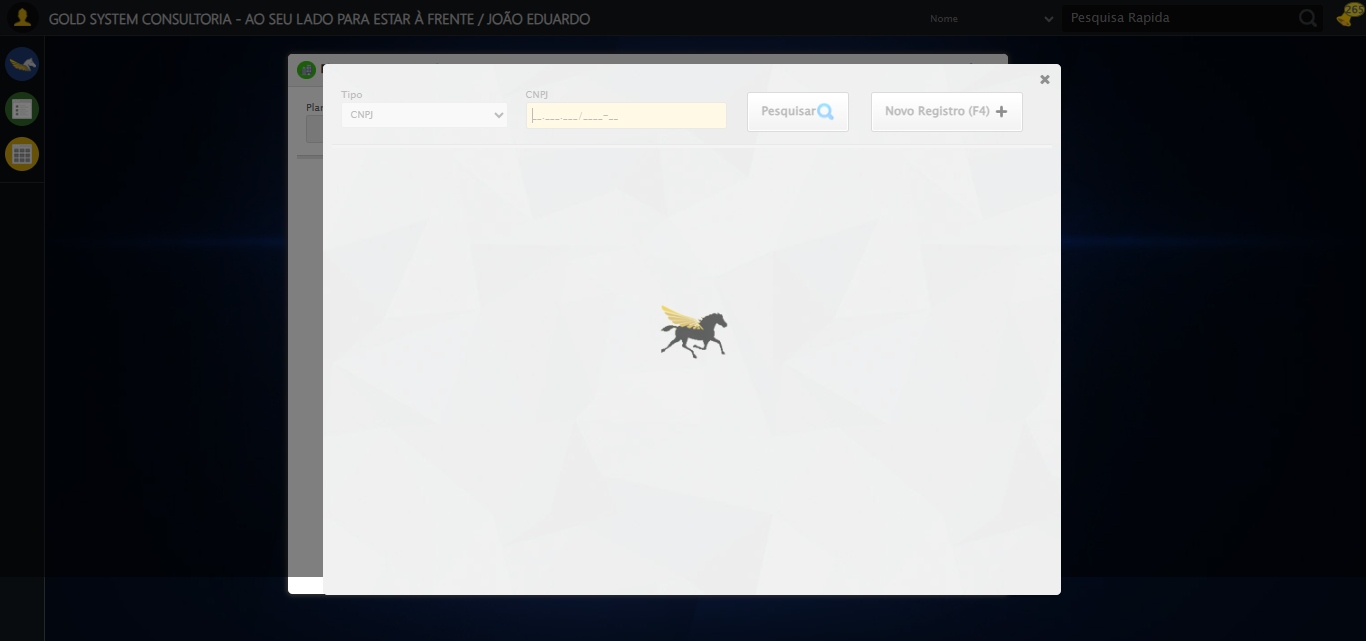 GOLD SYSTEM CONSULTORIA - AO SEU LADO PARA ESTAR À FRENTE / JOÃO EDUARDO
Nome
Pesquisa Rapida
265
Tipo
CNPJ
CNPJ
__.___.___/____-__
Pesquisar
Novo Registro (F4)